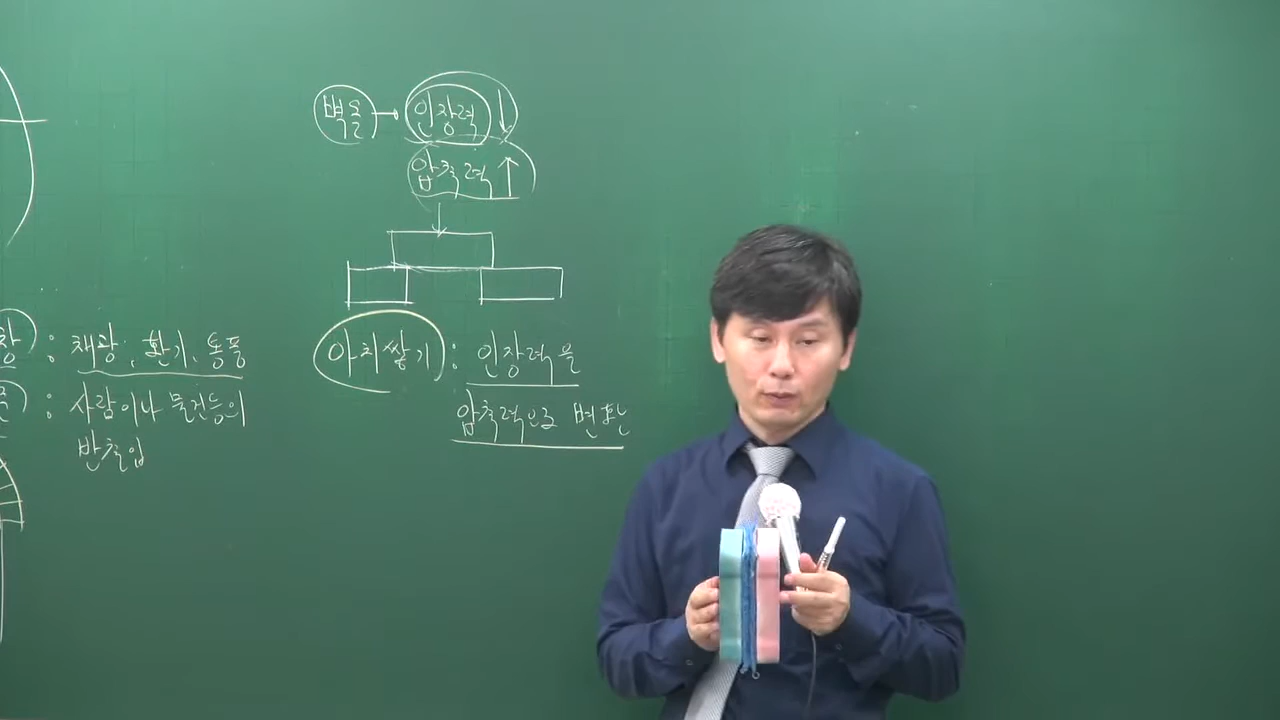 벽돌 → 인장력 ↓
압축력 ↑
창 : 채광, 환기, 통풍
문 : 사람이나 물건등의
반출입
아치쌓기 : 인장력을
압축력으로 변환